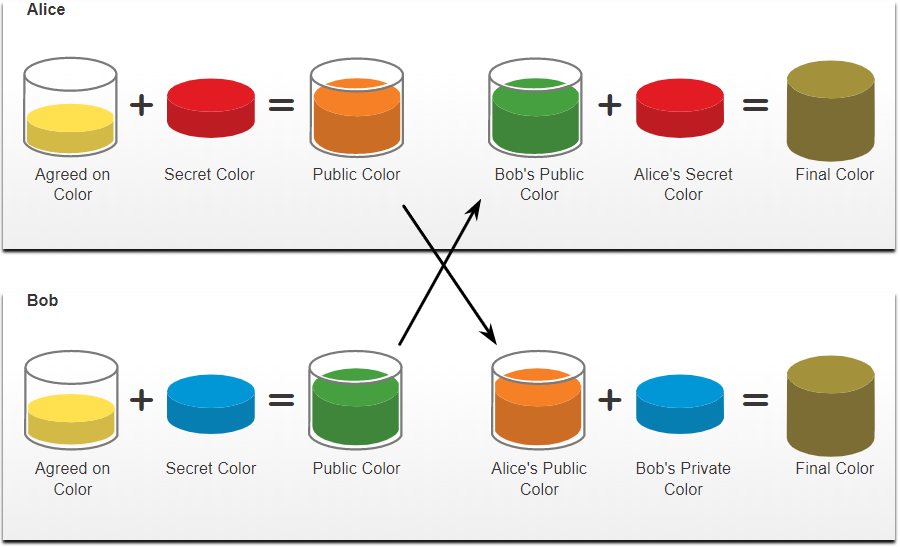 Alice
+ = + =
Agreed on Color
Secret Color
Public Color
Bob's Public Color
Alice's Secret Color
Final Color
Bob
+ = + =
Agreed on Color
Secret Color
Public Color
Alice's Public Color
Bob's Private Color
Final Color